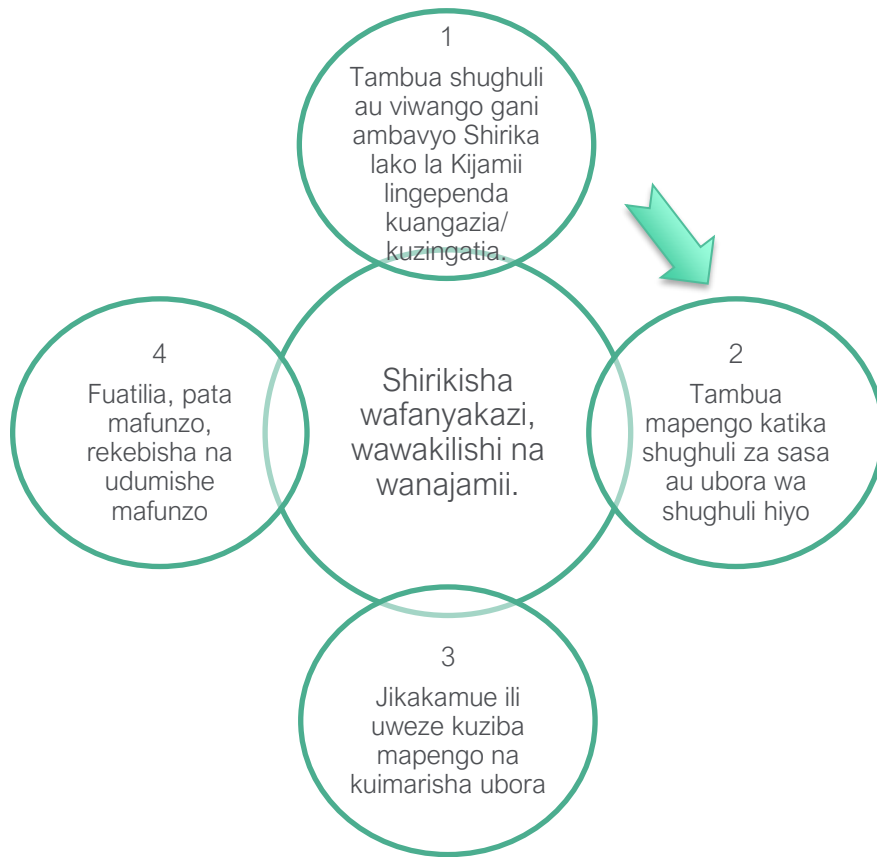 1
Tambua shughuli
au viwango gani
ambavyo Shirika
lako la Kijamii
lingependa
kuangazia/
kuzingatia.
2
Tambua
mapengo katika
shughuli za sasa
au ubora wa
shughuli hiyo
3
Jikakamue ili
uweze kuziba
mapengo na
kuimarisha ubora
4
Fuatilia, pata
mafunzo,
rekebisha na
udumishe
mafunzo
Shirikisha
wafanyakazi,
wawakilishi na
wanajamii.